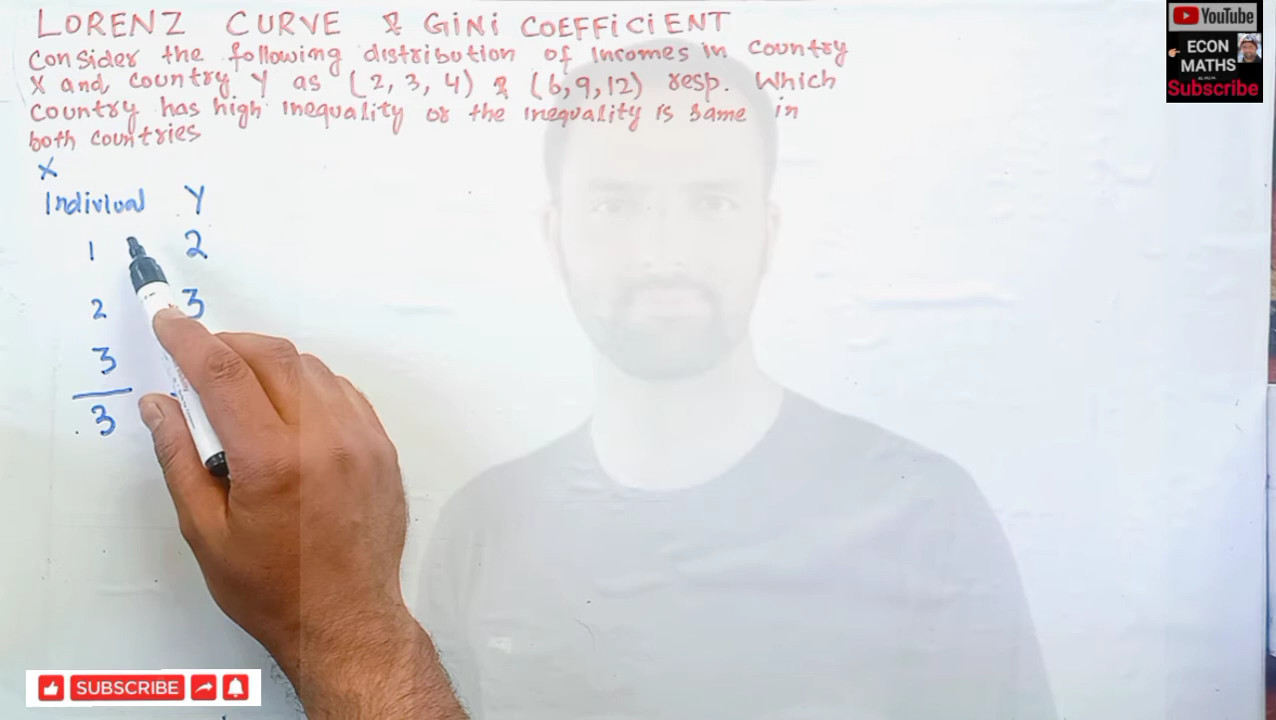 LORENZ CURVE & GINI COEFFICIENT
Consider the following distribution of Incomes in Country
X and, Country Y as (2, 3, 4) & (6,9,12) resp. Which
Country has high inequality or the inequality is same in
both countries
X
Indiviual Y
1 2
2 3
3
3
YouTube
ECON
MATHS
Subscribe
SUBSCRIBE